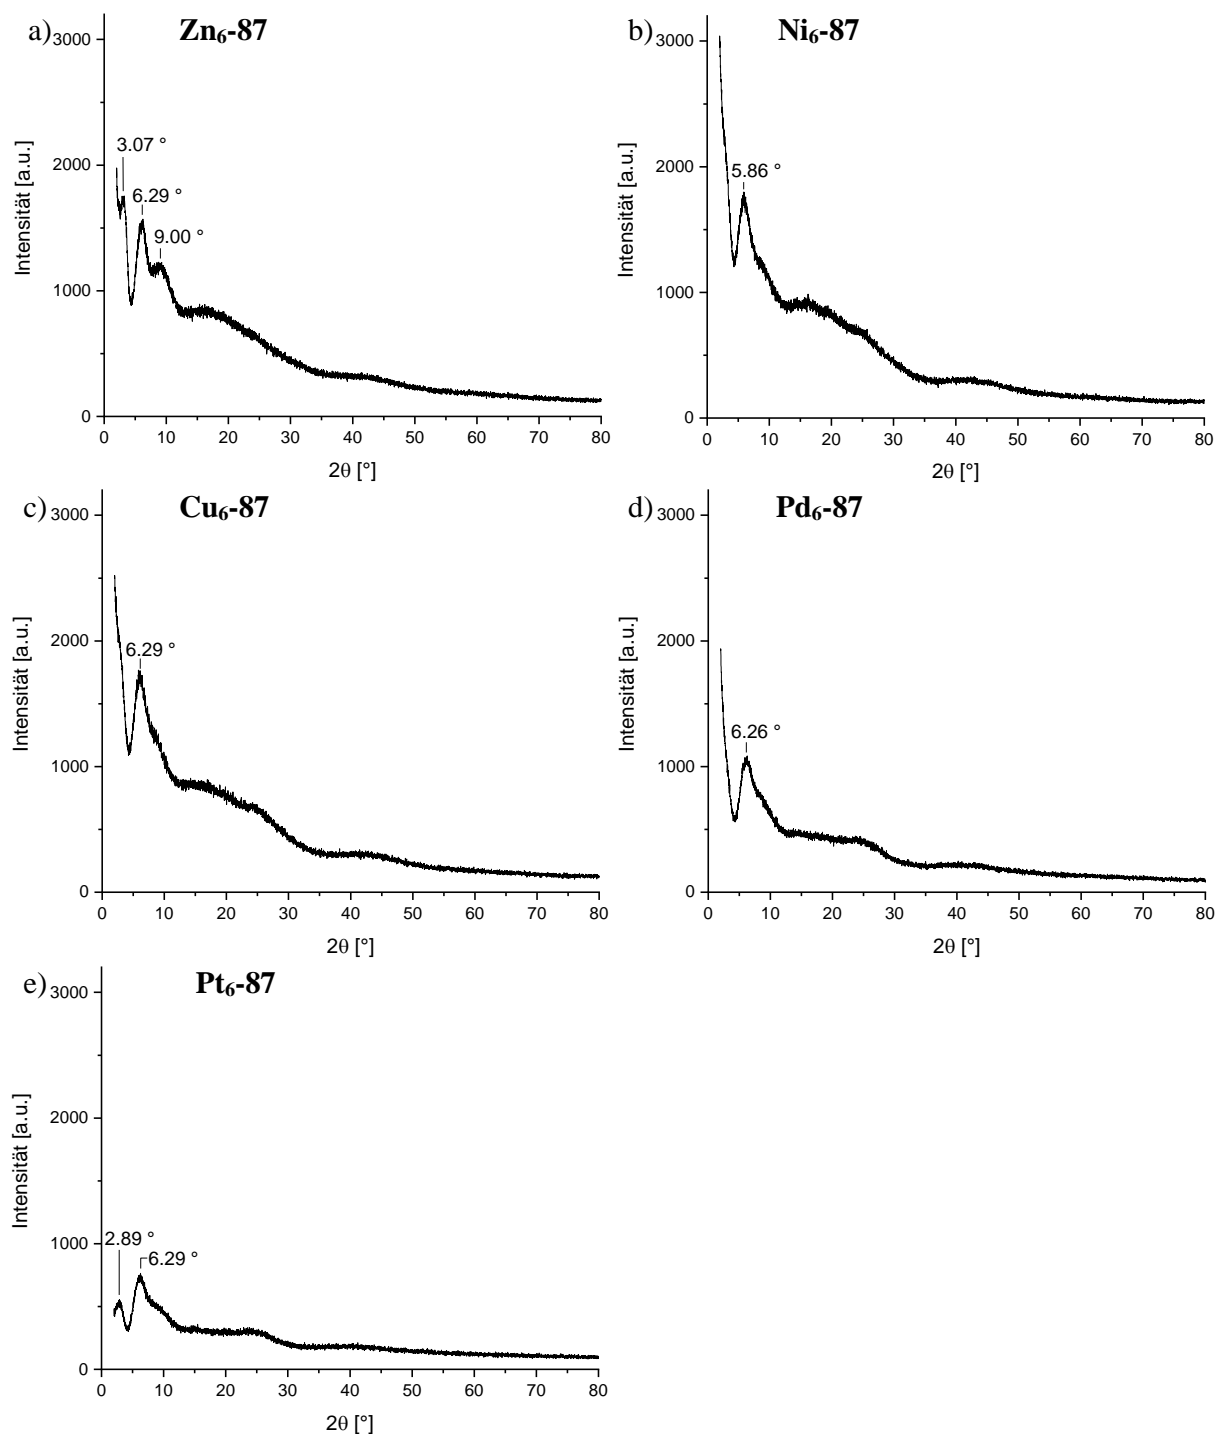 a) Zn₆-87
3000
2000
1000
0
Intensität [a.u.]
3.07 °
6.29 °
9.00 °
0 10 20 30 40 50 60 70 80
2θ [°]
b) Ni₆-87
3000
2000
1000
0
Intensität [a.u.]
5.86 °
0 10 20 30 40 50 60 70 80
2θ [°]
c) Cu₆-87
3000
2000
1000
0
Intensität [a.u.]
6.29 °
0 10 20 30 40 50 60 70 80
2θ [°]
d) Pd₆-87
3000
2000
1000
0
Intensität [a.u.]
6.26 °
0 10 20 30 40 50 60 70 80
2θ [°]
e) Pt₆-87
3000
2000
1000
0
Intensität [a.u.]
2.89 °
6.29 °
0 10 20 30 40 50 60 70 80
2θ [°]